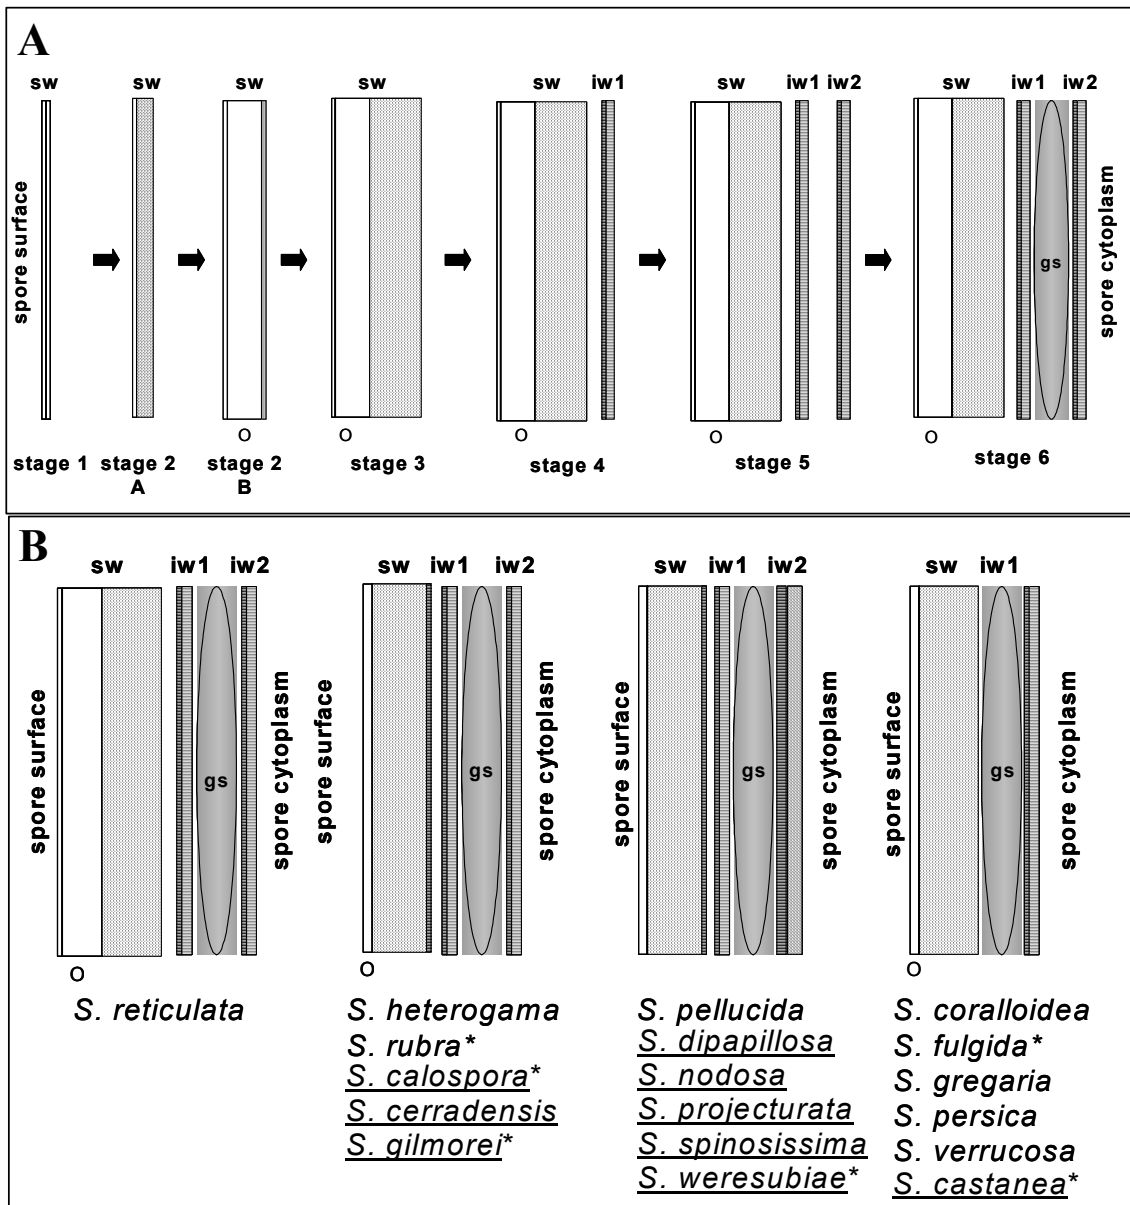 A
sw
sw
sw
sw
sw
iw1
sw
iw1
iw2
sw
iw1
iw2
spore surface
gs
spore cytoplasm
o
o
o
o
o
stage 1
stage 2
A
stage 2
B
stage 3
stage 4
stage 5
stage 6
B
sw
iw1
iw2
spore surface
gs
spore cytoplasm
o
S. reticulata
sw
iw1
iw2
spore surface
gs
spore cytoplasm
o
S. heterogama
S. rubra*
S. calospora*
S. cerradensis
S. gilmorei*
sw
iw1
iw2
spore surface
gs
spore cytoplasm
S. pellucida
S. dipapillosa
S. nodosa
S. projecturata
S. spinosissima
S. weresubiae*
sw
iw1
spore surface
gs
spore cytoplasm
o
S. coralloidea
S. fulgida*
S. gregaria
S. persica
S. verrucosa
S. castanea*